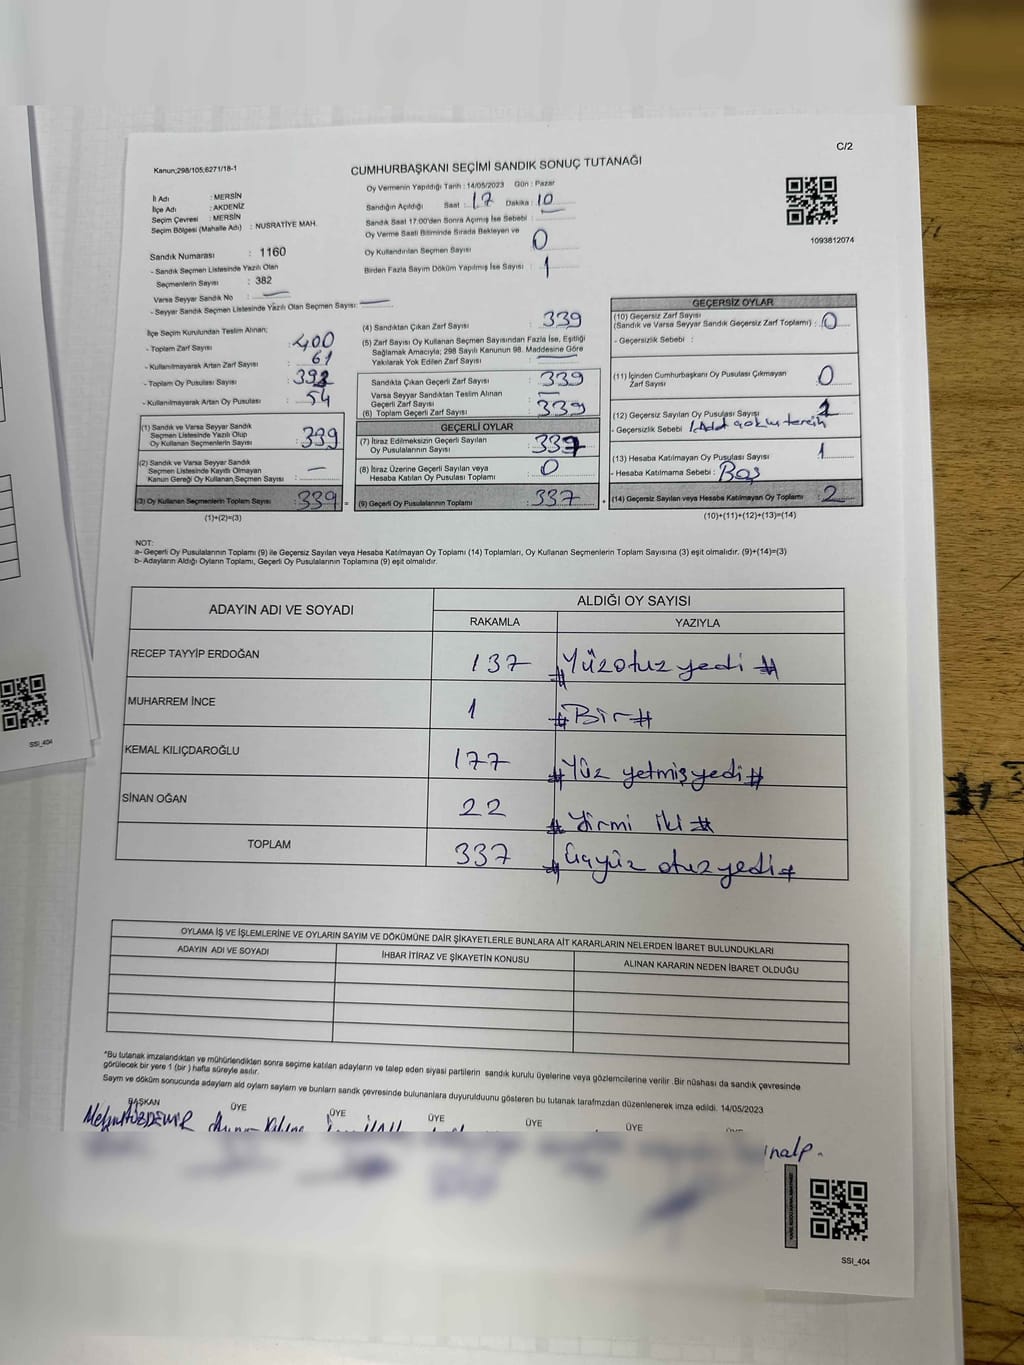 C/2
Kanun;298/105;6271/18-1
CUMHURBAŞKANI SEÇİMİ SANDIK SONUÇ TUTANAĞI
Oy Vermenin Yapıldığı Tarih : 14/05/2023 Gün : Pazar
Sandığın Açıldığı Saat : 17 Dakika : 10
Sandık Saat 17:00'den Sonra Açımış İse Sebebi :
Oy Verme Saati Bitiminde Sırada Bekleyen ve
Oy Kullandırılan Seçmen Sayısı : 0
Birden Fazla Sayım Döküm Yapılmış İse Sayısı : 1
1093812074
İl Adı : MERSİN
İlçe Adı : AKDENİZ
Seçim Çevresi : MERSİN
Seçim Bölgesi (Mahalle Adı) : NUSRATİYE MAH.
Sandık Numarası : 1160
- Sandık Seçmen Listesinde Yazılı Olan
Seçmenlerin Sayısı : 382
Varsa Seyyar Sandık No :
- Seyyar Sandık Seçmen Listesinde Yazılı Olan Seçmen Sayısı:
İlçe Seçim Kurulundan Teslim Alınan;
- Toplam Zarf Sayısı : 400
- Kullanılmayarak Artan Zarf Sayısı : 61
- Toplam Oy Pusulası Sayısı : 392
- Kullanılmayarak Artan Oy Pusulası : 54
(1) Sandık ve Varsa Seyyar Sandık
Seçmen Listesinde Yazılı Olup
Oy Kullanan Seçmenlerin Sayısı : 339
(2) Sandık ve Varsa Seyyar Sandık
Seçmen Listesinde Kayıtlı Olmayan
Kanun Gereği Oy Kullanan Seçmen Sayısı : —
(3) Oy Kullanan Seçmenlerin Toplam Sayısı : 339 =
(1)+(2)=(3)
(4) Sandıktan Çıkan Zarf Sayısı : 339
(5) Zarf Sayısı Oy Kullanan Seçmen Sayısından Fazla İse, Eşitliği
Sağlamak Amacıyla; 298 Sayılı Kanunun 98. Maddesine Göre
Yakılarak Yok Edilen Zarf Sayısı :
Sandıkta Çıkan Geçerli Zarf Sayısı : 339
Varsa Seyyar Sandıktan Teslim Alınan
Geçerli Zarf Sayısı : —
(6) Toplam Geçerli Zarf Sayısı : 339
GEÇERLİ OYLAR
(7) İtiraz Edilmeksizin Geçerli Sayılan
Oy Pusulasının Sayısı : 337
(8) İtiraz Üzerine Geçerli Sayılan veya
Hesaba Katılan Oy Pusulası Toplamı : 0
(9) Geçerli Oy Pusulalarının Toplamı : 337 +
GEÇERSİZ OYLAR
(10) Geçersiz Zarf Sayısı
(Sandık ve Varsa Seyyar Sandık Geçersiz Zarf Toplamı) : 0
- Geçersizlik Sebebi :
(11) İçinden Cumhurbaşkanı Oy Pusulası Çıkmayan
Zarf Sayısı : 0
(12) Geçersiz Sayılan Oy Pusulası Sayısı : 1
- Geçersizlik Sebebi : 1 Adet çoklu tercih
(13) Hesaba Katılmayan Oy Pusulası Sayısı : 1
- Hesaba Katılmama Sebebi : Boş
(14) Geçersiz Sayılan veya Hesaba Katılmayan Oy Toplamı : 2
(10)+(11)+(12)+(13)=(14)
NOT:
a- Geçerli Oy Pusulalarının Toplamı (9) ile Geçersiz Sayılan veya Hesaba Katılmayan Oy Toplamı (14) Toplamları, Oy Kullanan Seçmenlerin Toplam Sayısına (3) eşit olmalıdır. (9)+(14)=(3)
b- Adayların Aldığı Oyların Toplamı, Geçerli Oy Pusulalarının Toplamına (9) eşit olmalıdır.
ADAYIN ADI VE SOYADI ALDIĞI OY SAYISI
RAKAMLA YAZIYLA
RECEP TAYYİP ERDOĞAN 137 # Yüzotuz yedi #
MUHARREM İNCE 1 # Bir #
KEMAL KILIÇDAROĞLU 177 # Yüz yetmiş yedi #
SİNAN OĞAN 22 # Yirmi iki #
TOPLAM 337 # Üçyüz otuz yedi #
OYLAMA İŞ VE İŞLEMLERİNE VE OYLARIN SAYIM VE DÖKÜMÜNE DAİR ŞİKAYETLERLE BUNLARA AİT KARARLARIN NELERDEN İBARET BULUNDUKLARI
ADAYIN ADI VE SOYADI İHBAR İTİRAZ VE ŞİKAYETİN KONUSU ALINAN KARARIN NEDEN İBARET OLDUĞU
*Bu tutanak imzalandıktan ve mühürlendikten sonra seçime katılan adayların ve talep eden siyasi partilerin sandık kurulu üyelerine veya gözlemcilerine verilir .Bir nüshası da sandık çevresinde
görülecek bir yere 1 (bir ) hafta süreyle asılır.
Sayım ve döküm sonucunda adayların ald oyların sayıların ve bunların sandk çevresinde bulunanlara duyurulduunu gösteren bu tutanak tarafmzdan düzenlenerek imza edildi. 14/05/2023
BAŞKAN ÜYE ÜYE ÜYE ÜYE ÜYE
SSI_404
SSI_404